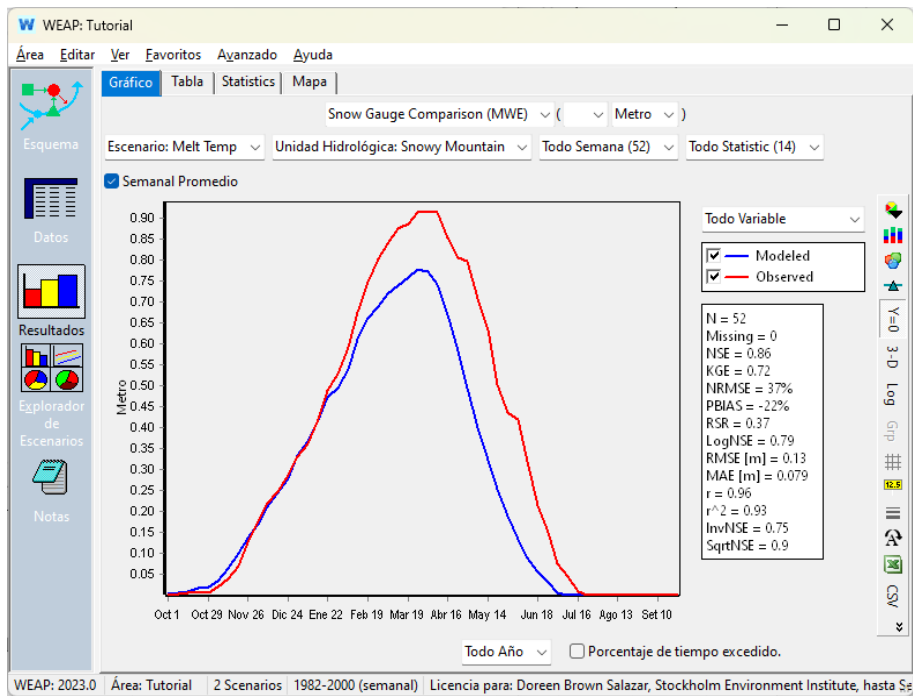 WEAP: Tutorial
Área Editar Ver Favoritos Avanzado Ayuda
Gráfico Tabla Statistics Mapa
Snow Gauge Comparison (MWE) ( Metro )
Escenario: Melt Temp Unidad Hidrológica: Snowy Mountain Todo Semana (52) Todo Statistic (14)
Semanal Promedio
Esquema
Datos
Resultados
Explorador
de
Escenarios
Notas
Metro
0.90
0.85
0.80
0.75
0.70
0.65
0.60
0.55
0.50
0.45
0.40
0.35
0.30
0.25
0.20
0.15
0.10
0.05
Oct 1 Oct 29 Nov 26 Dic 24 Ene 22 Feb 19 Mar 19 Abr 16 May 14 Jun 18 Jul 16 Ago 13 Set 10
Todo Variable
Modeled
Observed
N = 52
Missing = 0
NSE = 0.86
KGE = 0.72
NRMSE = 37%
PBIAS = -22%
RSR = 0.37
LogNSE = 0.79
RMSE [m] = 0.13
MAE [m] = 0.079
r = 0.96
r^2 = 0.93
InvNSE = 0.75
SqrtNSE = 0.9
Y=0
3-D
Log
Grp
12.5
A
CSV
Todo Año Porcentaje de tiempo excedido.
WEAP: 2023.0 Área: Tutorial 2 Scenarios 1982-2000 (semanal) Licencia para: Doreen Brown Salazar, Stockholm Environment Institute, hasta Se